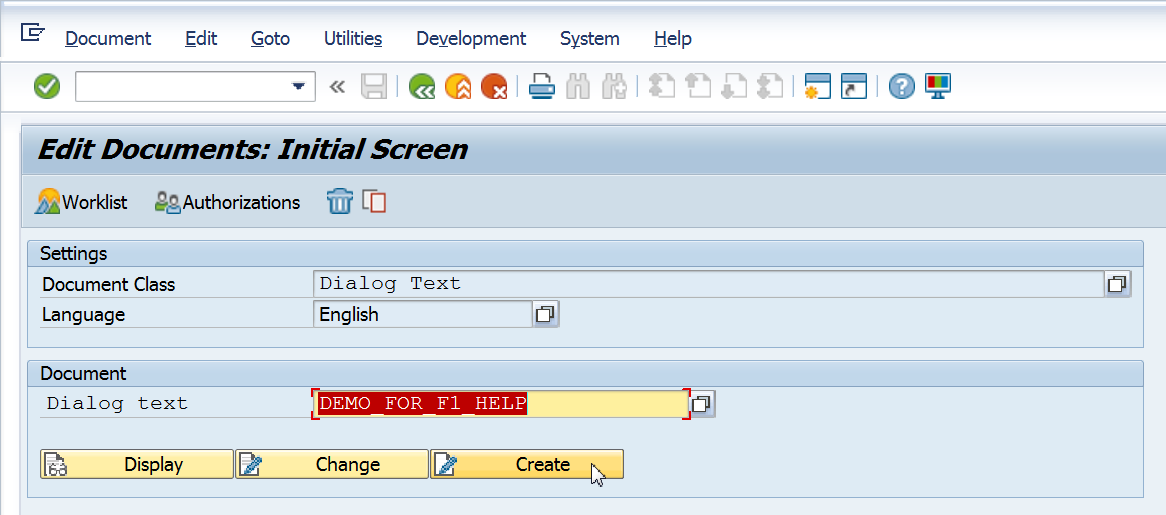 Document Edit Goto Utilities Development System Help
Edit Documents: Initial Screen
Worklist Authorizations
Settings
Document Class Dialog Text
Language English
Document
Dialog text DEMO_FOR_F1_HELP
Display Change Create